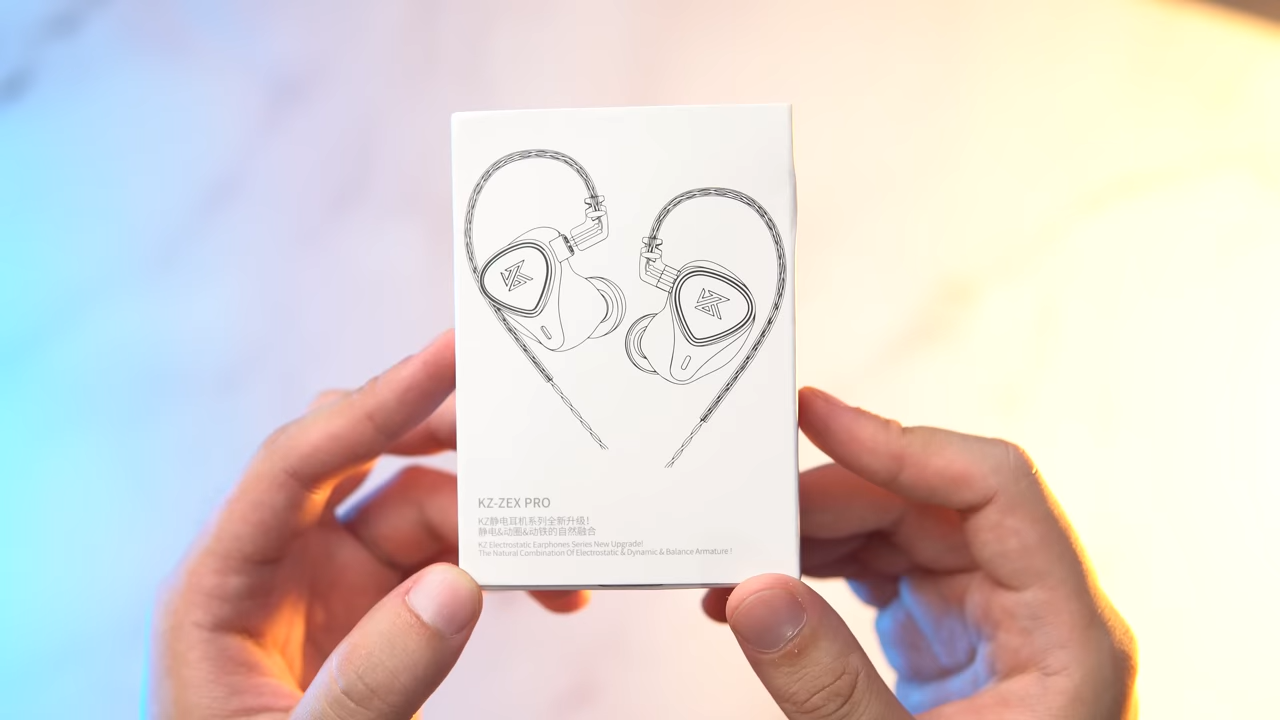 KZ-ZEX PRO
KZ静电耳机系列全新升级!
静电&动圈&动铁的自然融合
KZ Electrostatic Earphones Series New Upgrade!
The Natural Combination Of Electrostatic & Dynamic & Balance Armature !